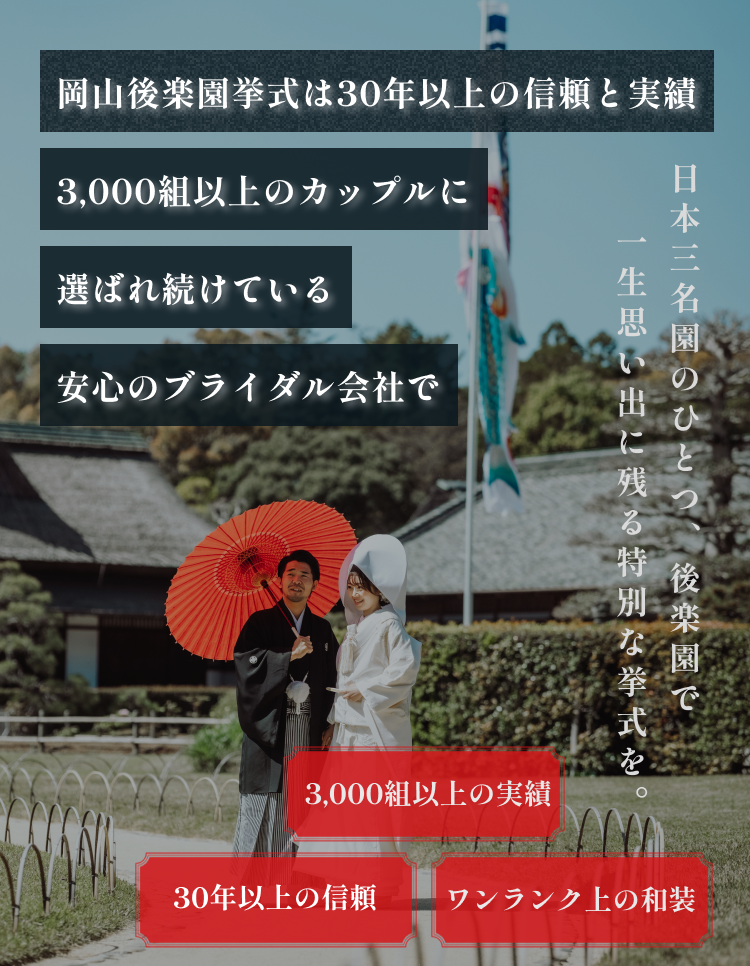 岡山後楽園挙式は30年以上の信頼と実績
3,000組以上のカップルに
選ばれ続けている
安心のブライダル会社で
日本三名園のひとつ、後楽園で
一生思い出に残る特別な挙式を。
3,000組以上の実績
30年以上の信頼
ワンランク上の和装